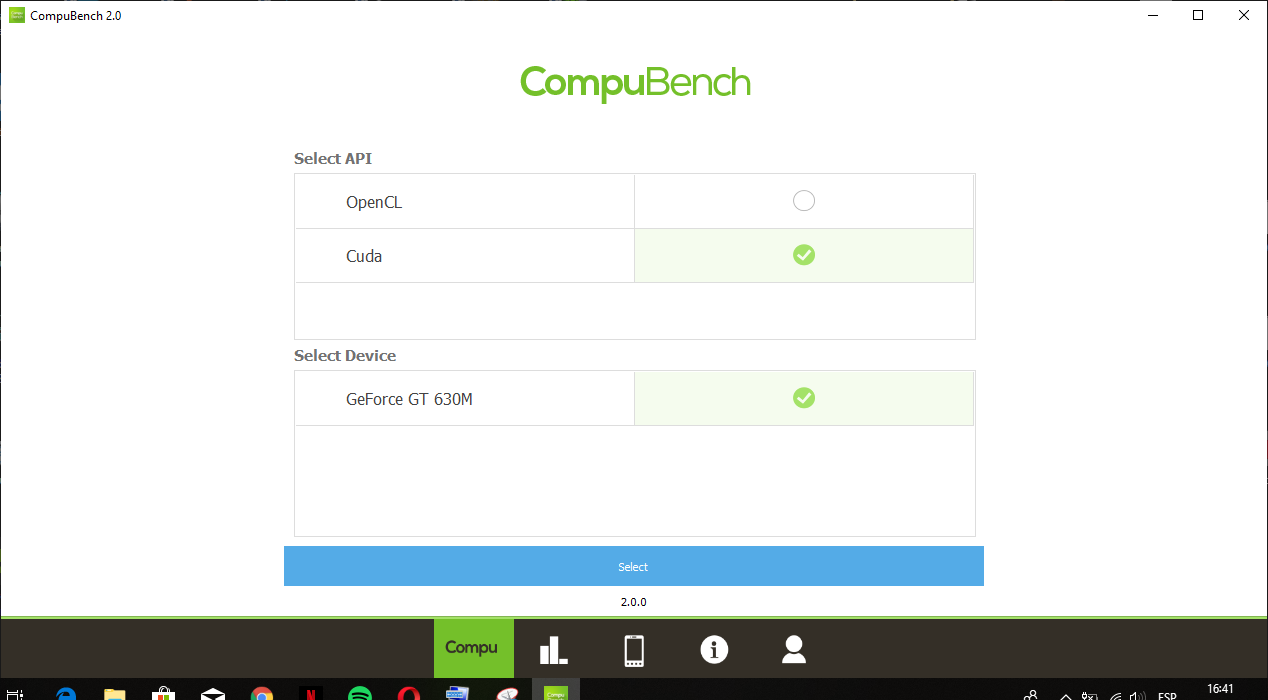 CompuBench 2.0
CompuBench
Select API
OpenCL
Cuda
Select Device
GeForce GT 630M
Select
2.0.0
Compu
ESP
16:41